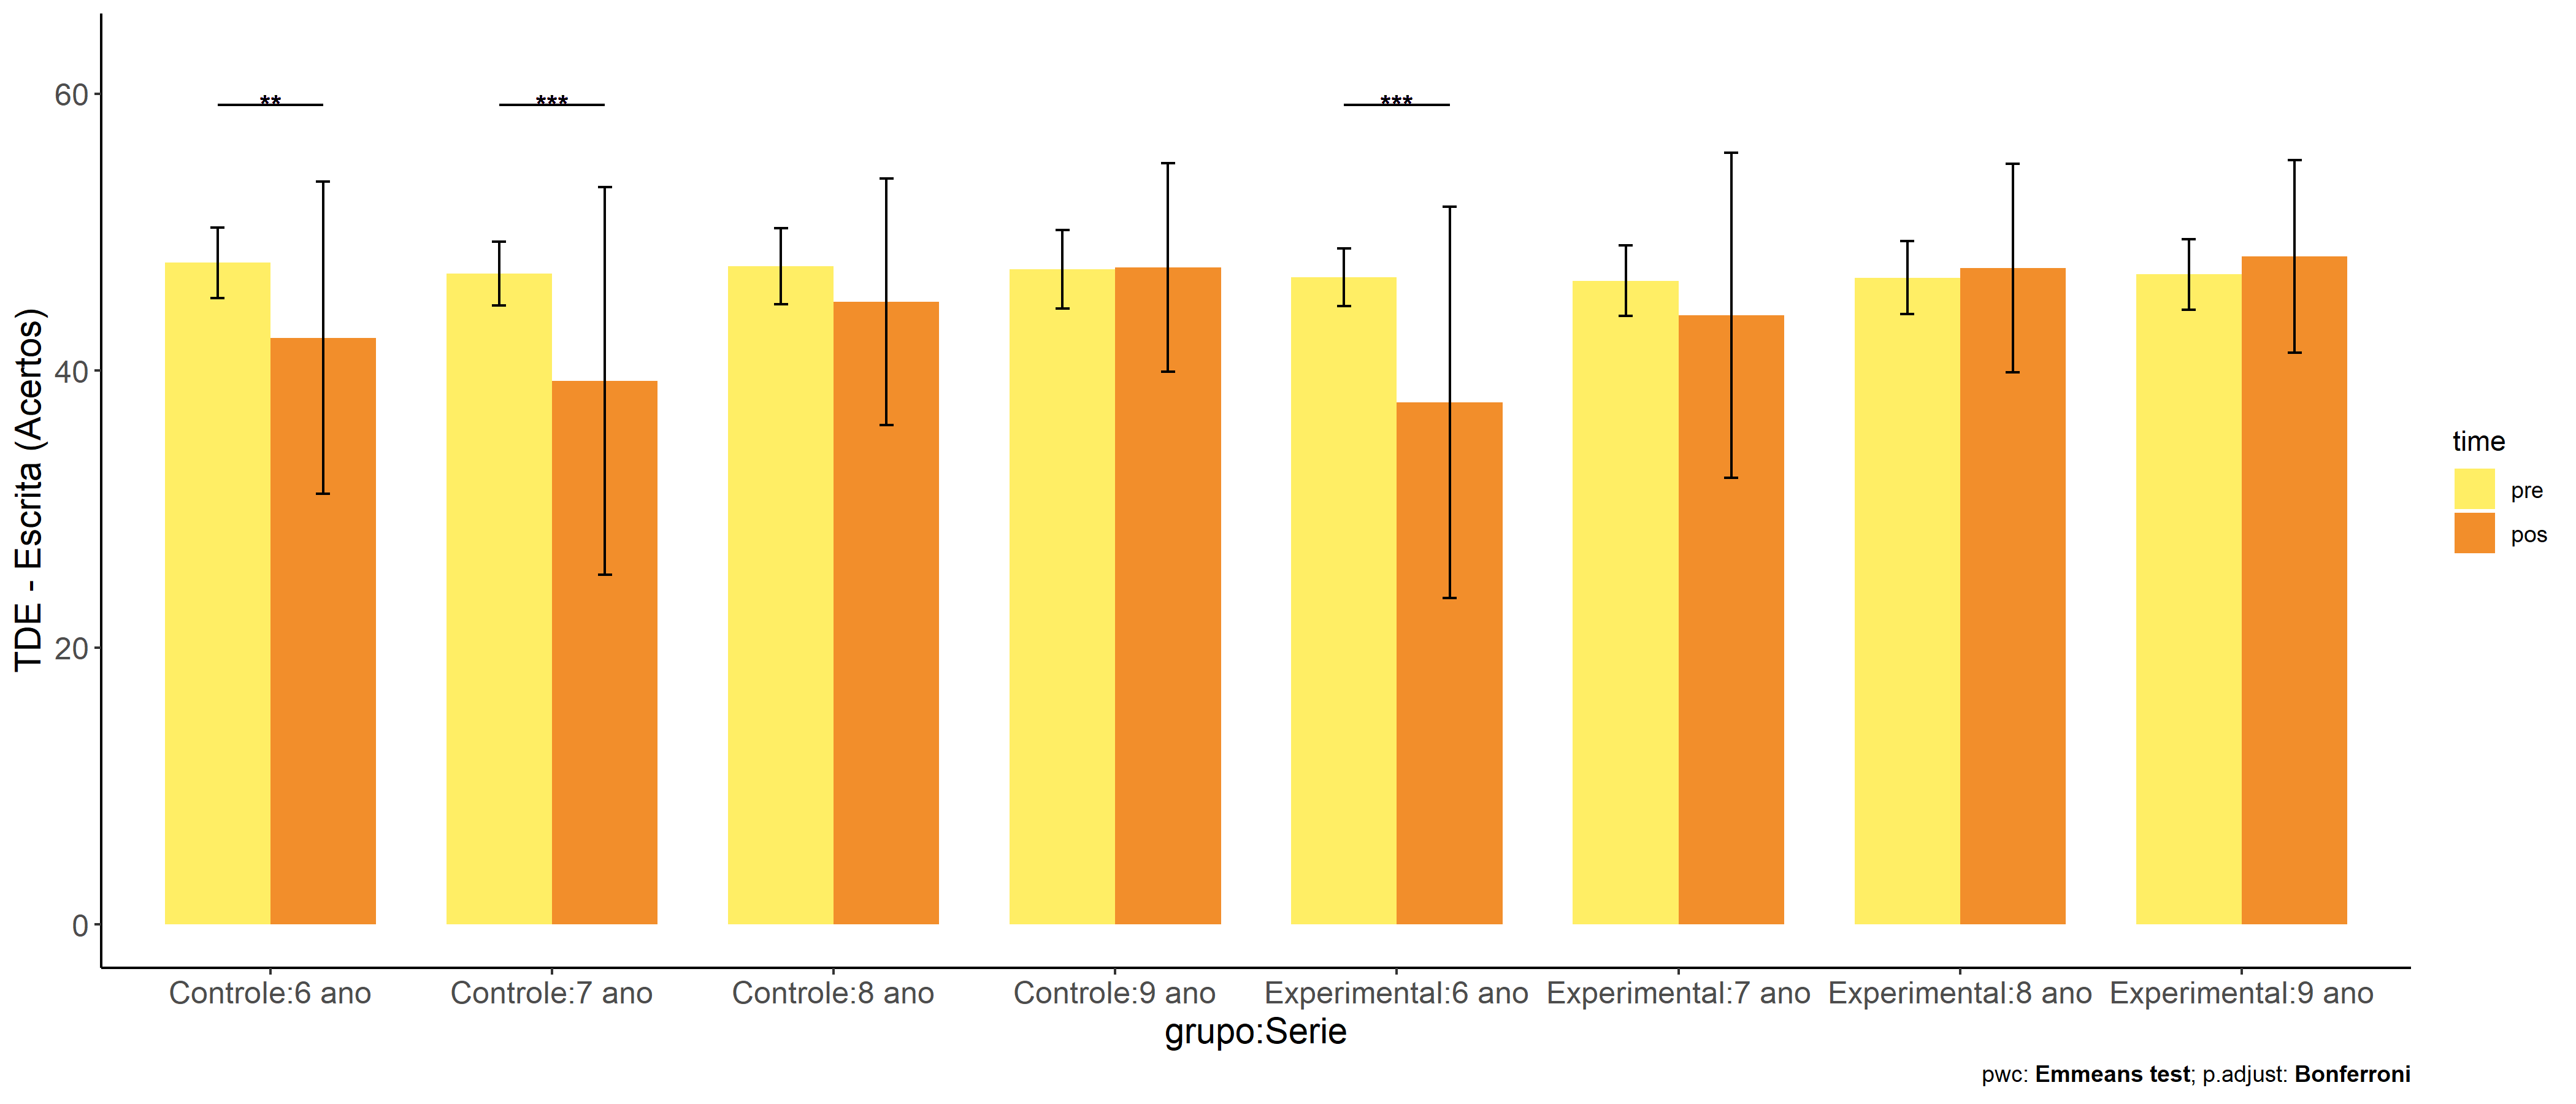 TDE - Escrita (Acertos)
60
40
20
0
**
***
***
Controle:6 ano
Controle:7 ano
Controle:8 ano
Controle:9 ano
Experimental:6 ano
Experimental:7 ano
Experimental:8 ano
Experimental:9 ano
grupo:Serie
time
pre
pos
pwc: Emmeans test; p.adjust: Bonferroni